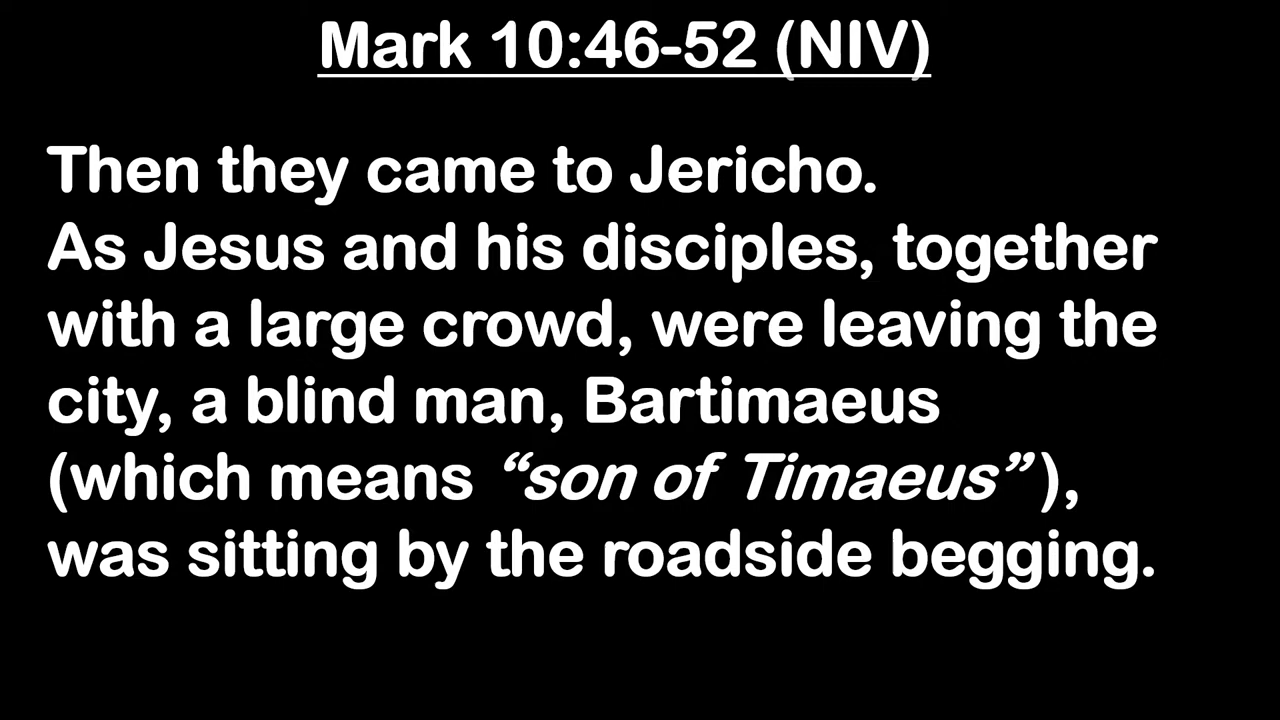 Mark 10:46-52 (NIV)
Then they came to Jericho.
As Jesus and his disciples, together
with a large crowd, were leaving the
city, a blind man, Bartimaeus
(which means “son of Timaeus”),
was sitting by the roadside begging.